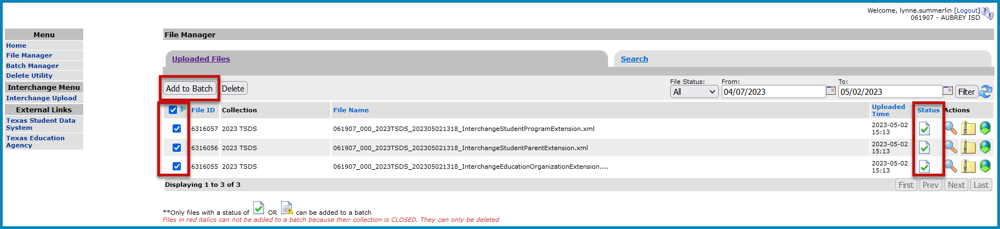 Welcome, lynne.summerlin [Logout]
061907 - AUBREY ISD
Menu
Home
File Manager
Batch Manager
Delete Utility
Interchange Menu
Interchange Upload
External Links
Texas Student Data
System
Texas Education
Agency
File Manager
Uploaded Files
Search
Add to Batch
Delete
File Status:
All
From:
04/07/2023
To:
05/02/2023
Filter
File ID
Collection
File Name
Uploaded
Time
Status
Actions
6316057 2023 TSDS 061907_000_2023TSDS_202305021318_InterchangeStudentProgramExtension.xml 2023-05-02
15:13
6316056 2023 TSDS 061907_000_2023TSDS_202305021318_InterchangeStudentParentExtension.xml 2023-05-02
15:13
6316055 2023 TSDS 061907_000_2023TSDS_202305021318_InterchangeEducationOrganizationExtension.... 2023-05-02
15:13
Displaying 1 to 3 of 3
First
Prev
Next
Last
**Only files with a status of OR can be added to a batch
Files in red italics can not be added to a batch because their collection is CLOSED. They can only be deleted